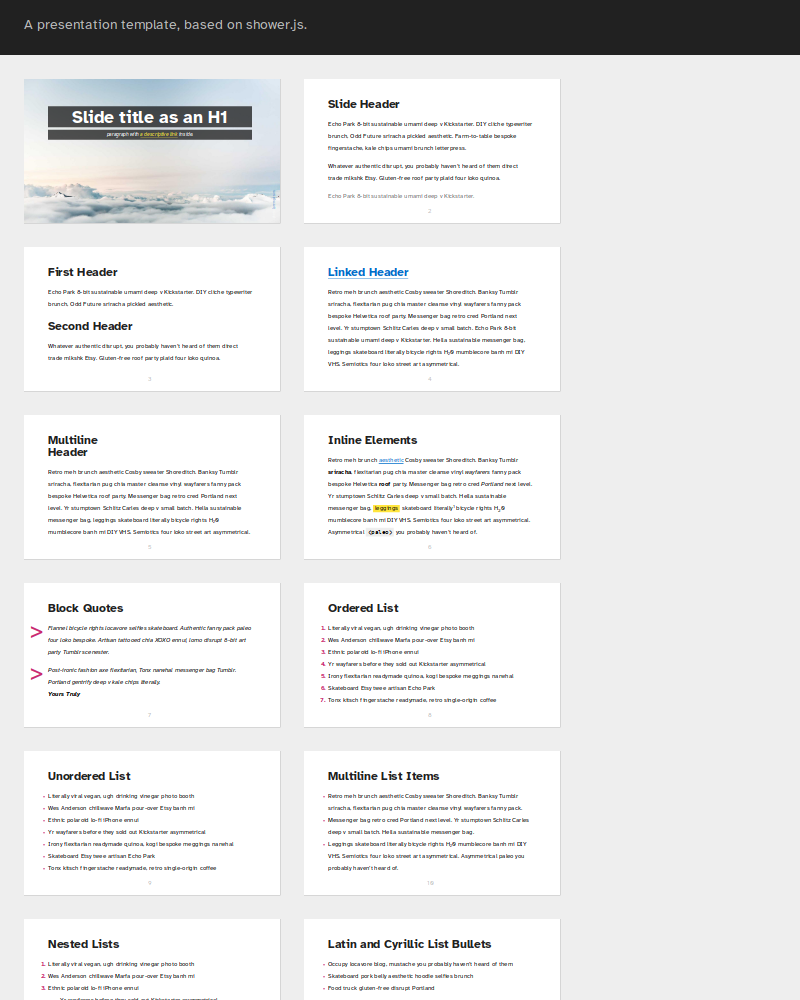 A presentation template, based on shower.js.
Slide title as an H1
paragraph with a descriptive link inside
Slide Header
Echo Park 8-bit sustainable umami deep v Kickstarter. DIY cliche typewriter
brunch. Odd Future sriracha pickled aesthetic. Farm-to-table bespoke
fingerstache, kale chips umami brunch letterpress.
Whatever authentic disrupt, you probably haven't heard of them direct
trade mlkshk Etsy. Gluten-free roof party plaid four loko quinoa.
Echo Park 8-bit sustainable umami deep v Kickstarter.
2
First Header
Echo Park 8-bit sustainable umami deep v Kickstarter. DIY cliche typewriter
brunch. Odd Future sriracha pickled aesthetic.
Second Header
Whatever authentic disrupt, you probably haven't heard of them direct
trade mlkshk Etsy. Gluten-free roof party plaid four loko quinoa.
3
Linked Header
Retro meh brunch aesthetic Cosby sweater Shoreditch. Banksy Tumblr
sriracha, flexitarian pug chia master cleanse vinyl wayfarers fanny pack
bespoke Helvetica roof party. Messenger bag retro cred Portland next
level. Yr stumptown Schlitz Carles deep v small batch. Echo Park 8-bit
sustainable umami deep v Kickstarter. Hella sustainable messenger bag,
leggings skateboard literally bicycle rights H₂O mumblecore banh mi DIY
VHS. Semiotics four loko street art asymmetrical.
4
Multiline
Header
Retro meh brunch aesthetic Cosby sweater Shoreditch. Banksy Tumblr
sriracha, flexitarian pug chia master cleanse vinyl wayfarers fanny pack
bespoke Helvetica roof party. Messenger bag retro cred Portland next
level. Yr stumptown Schlitz Carles deep v small batch. Hella sustainable
messenger bag, leggings skateboard literally bicycle rights H₂O
mumblecore banh mi DIY VHS. Semiotics four loko street art asymmetrical.
5
Inline Elements
Retro meh brunch aesthetic Cosby sweater Shoreditch. Banksy Tumblr
sriracha, flexitarian pug chia master cleanse vinyl wayfarers fanny pack
bespoke Helvetica roof party. Messenger bag retro cred Portland next level.
Yr stumptown Schlitz Carles deep v small batch. Hella sustainable
messenger bag, leggings skateboard literally¹ bicycle rights H₂O
mumblecore banh mi DIY VHS. Semiotics four loko street art asymmetrical.
Asymmetrical <paleo> you probably haven't heard of.
6
Block Quotes
> Flannel bicycle rights locavore selfies skateboard. Authentic fanny pack paleo
four loko bespoke. Artisan tattooed chia XOXO ennui, lomo disrupt 8-bit art
party Tumblr scenester.
> Post-ironic fashion axe flexitarian, Tonx narwhal messenger bag Tumblr.
Portland gentrify deep v kale chips literally.
Yours Truly
7
Ordered List
1. Literally viral vegan, ugh drinking vinegar photo booth
2. Wes Anderson chillwave Marfa pour-over Etsy banh mi
3. Ethnic polaroid lo-fi iPhone ennui
4. Yr wayfarers before they sold out Kickstarter asymmetrical
5. Irony flexitarian readymade quinoa, kogi bespoke meggings narwhal
6. Skateboard Etsy twee artisan Echo Park
7. Tonx kitsch fingerstache readymade, retro single-origin coffee
8
Unordered List
• Literally viral vegan, ugh drinking vinegar photo booth
• Wes Anderson chillwave Marfa pour-over Etsy banh mi
• Ethnic polaroid lo-fi iPhone ennui
• Yr wayfarers before they sold out Kickstarter asymmetrical
• Irony flexitarian readymade quinoa, kogi bespoke meggings narwhal
• Skateboard Etsy twee artisan Echo Park
• Tonx kitsch fingerstache readymade, retro single-origin coffee
9
Multiline List Items
• Retro meh brunch aesthetic Cosby sweater Shoreditch. Banksy Tumblr
sriracha, flexitarian pug chia master cleanse vinyl wayfarers fanny pack.
• Messenger bag retro cred Portland next level. Yr stumptown Schlitz Carles
deep v small batch. Hella sustainable messenger bag.
• Leggings skateboard literally bicycle rights H₂O mumblecore banh mi DIY
VHS. Semiotics four loko street art asymmetrical. Asymmetrical paleo you
probably haven't heard of.
10
Nested Lists
1. Literally viral vegan, ugh drinking vinegar photo booth
2. Wes Anderson chillwave Marfa pour-over Etsy banh mi
3. Ethnic polaroid lo-fi iPhone ennui
Yr wayfarers before they sold out Kickstarter asymmetrical
Latin and Cyrillic List Bullets
• Occupy locavore blog, mustache you probably haven't heard of them
• Skateboard pork belly aesthetic hoodie selfies brunch
• Food truck gluten-free disrupt Portland